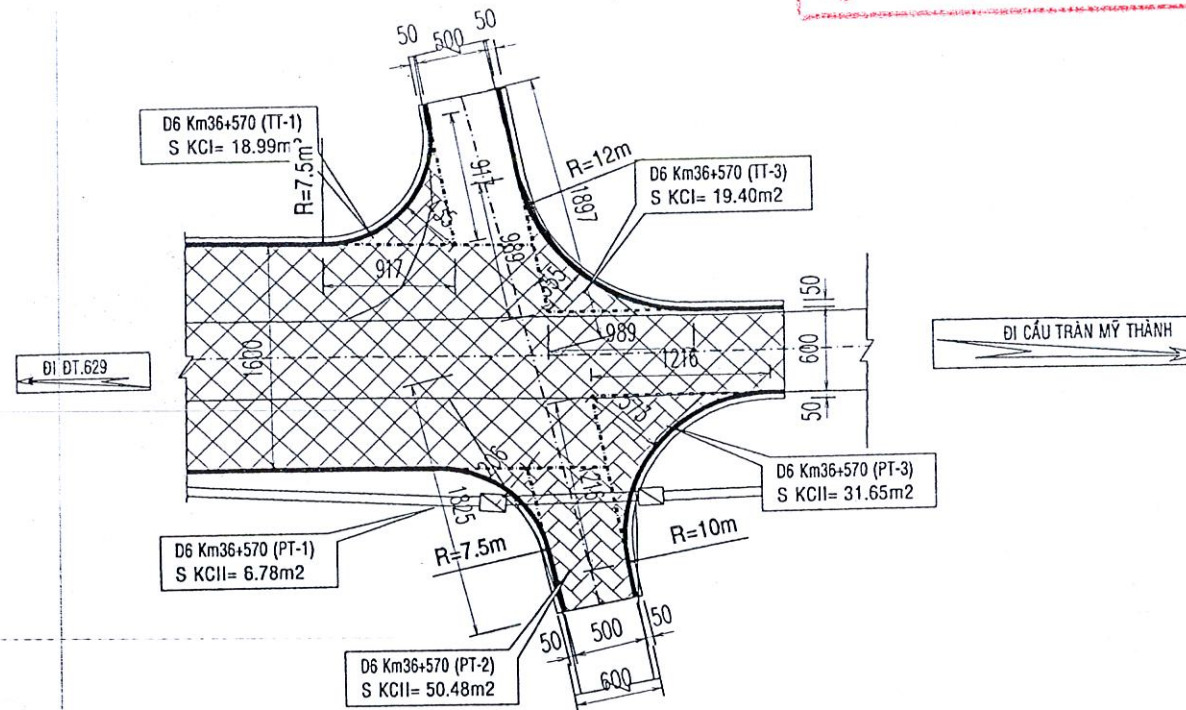 50
500
50
D6 Km36+570 (TT-1)
S KCI= 18.99m2
R=7.5m
917
R=12m
1897
D6 Km36+570 (TT-3)
S KCI= 19.40m2
917
989
989
1216
50
600
50
1600
ĐI ĐT.629
ĐI CẦU TRÀN MỸ THÀNH
573
D6 Km36+570 (PT-3)
S KCII= 31.65m2
1825
D6 Km36+570 (PT-1)
S KCII= 6.78m2
R=7.5m
R=10m
50
500
50
600
D6 Km36+570 (PT-2)
S KCII= 50.48m2